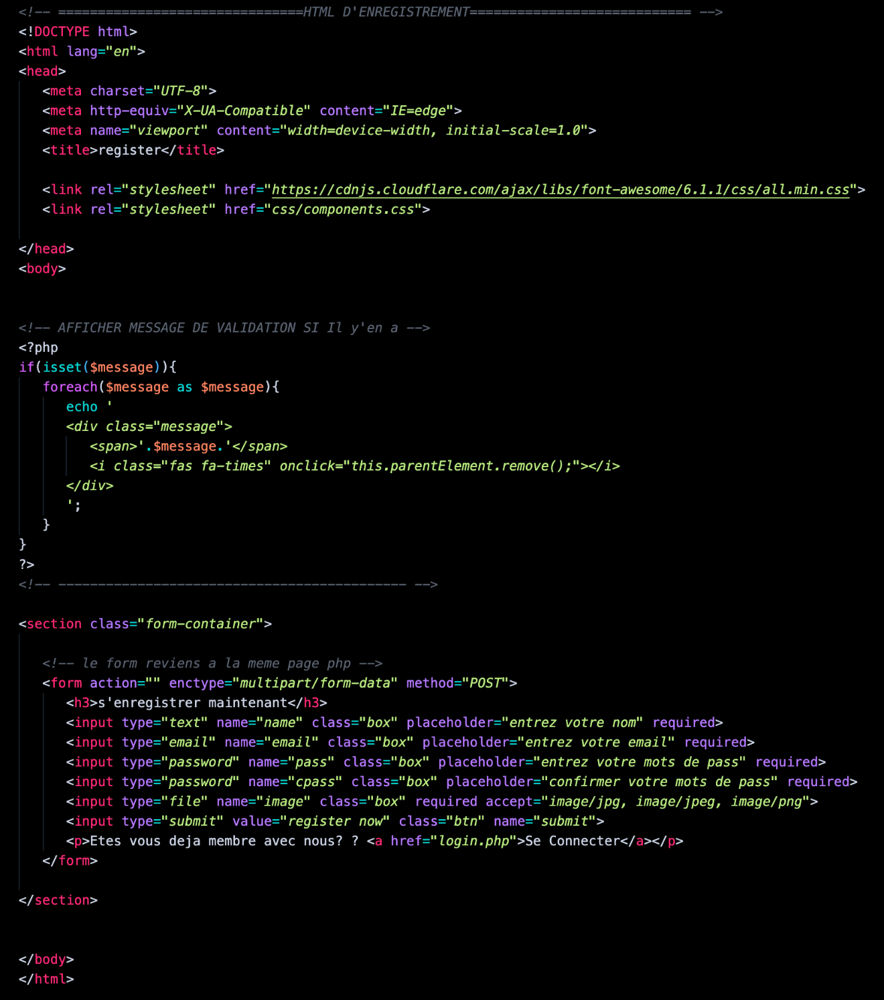 <!-- ===============================HTML D'ENREGISTREMENT============================ -->
<!DOCTYPE html>
<html lang="en">
<head>
   <meta charset="UTF-8">
   <meta http-equiv="X-UA-Compatible" content="IE=edge">
   <meta name="viewport" content="width=device-width, initial-scale=1.0">
   <title>register</title>

   <link rel="stylesheet" href="https://cdnjs.cloudflare.com/ajax/libs/font-awesome/6.1.1/css/all.min.css">
   <link rel="stylesheet" href="css/components.css">

</head>
<body>


<!-- AFFICHER MESSAGE DE VALIDATION SI Il y'en a -->
<?php
if(isset($message)){
   foreach($message as $message){
      echo '
      <div class="message">
         <span>'.$message.'</span>
         <i class="fas fa-times" onclick="this.parentElement.remove();"></i>
      </div>
      ';
   }
}
?>
<!-- -------------------------------------------- -->

<section class="form-container">

   <!-- le form reviens a la meme page php -->
   <form action="" enctype="multipart/form-data" method="POST">
      <h3>s'enregistrer maintenant</h3>
      <input type="text" name="name" class="box" placeholder="entrez votre nom" required>
      <input type="email" name="email" class="box" placeholder="entrez votre email" required>
      <input type="password" name="pass" class="box" placeholder="entrez votre mots de pass" required>
      <input type="password" name="cpass" class="box" placeholder="confirmer votre mots de pass" required>
      <input type="file" name="image" class="box" required accept="image/jpg, image/jpeg, image/png">
      <input type="submit" value="register now" class="btn" name="submit">
      <p>Etes vous deja membre avec nous? ? <a href="login.php">Se Connecter</a></p>
   </form>

</section>


</body>
</html>